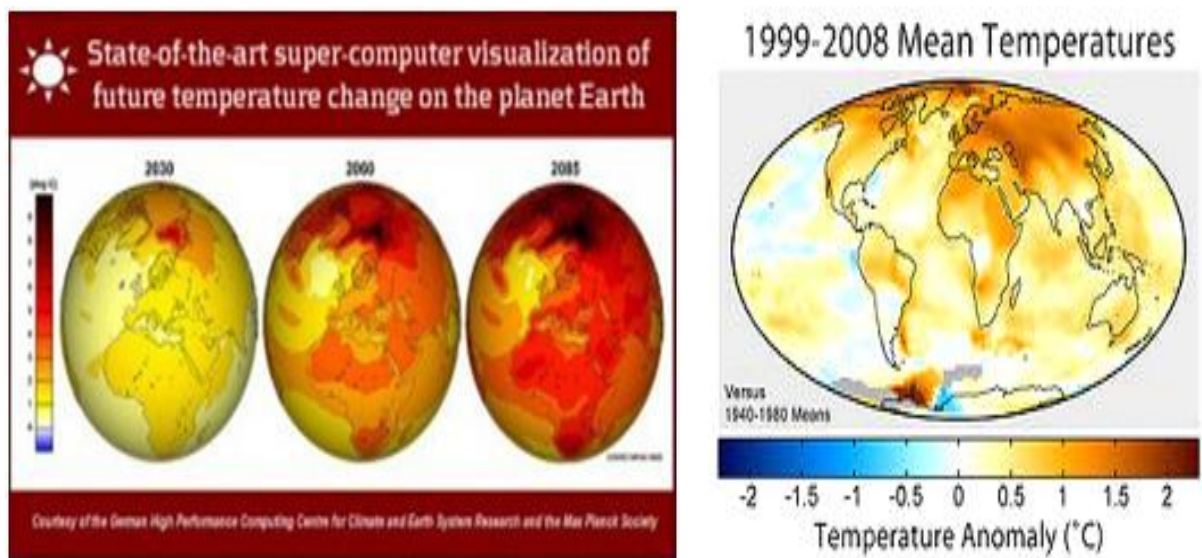 State-of-the-art super-computer visualization of
future temperature change on the planet Earth
2030
2060
2085
(deg C)
Courtesy of the German High Performance Computing Centre for Climate and Earth System Research and the Max Planck Society
1999-2008 Mean Temperatures
Versus
1940-1980 Means
-2 -1.5 -1 -0.5 0 0.5 1 1.5 2
Temperature Anomaly (˚C)